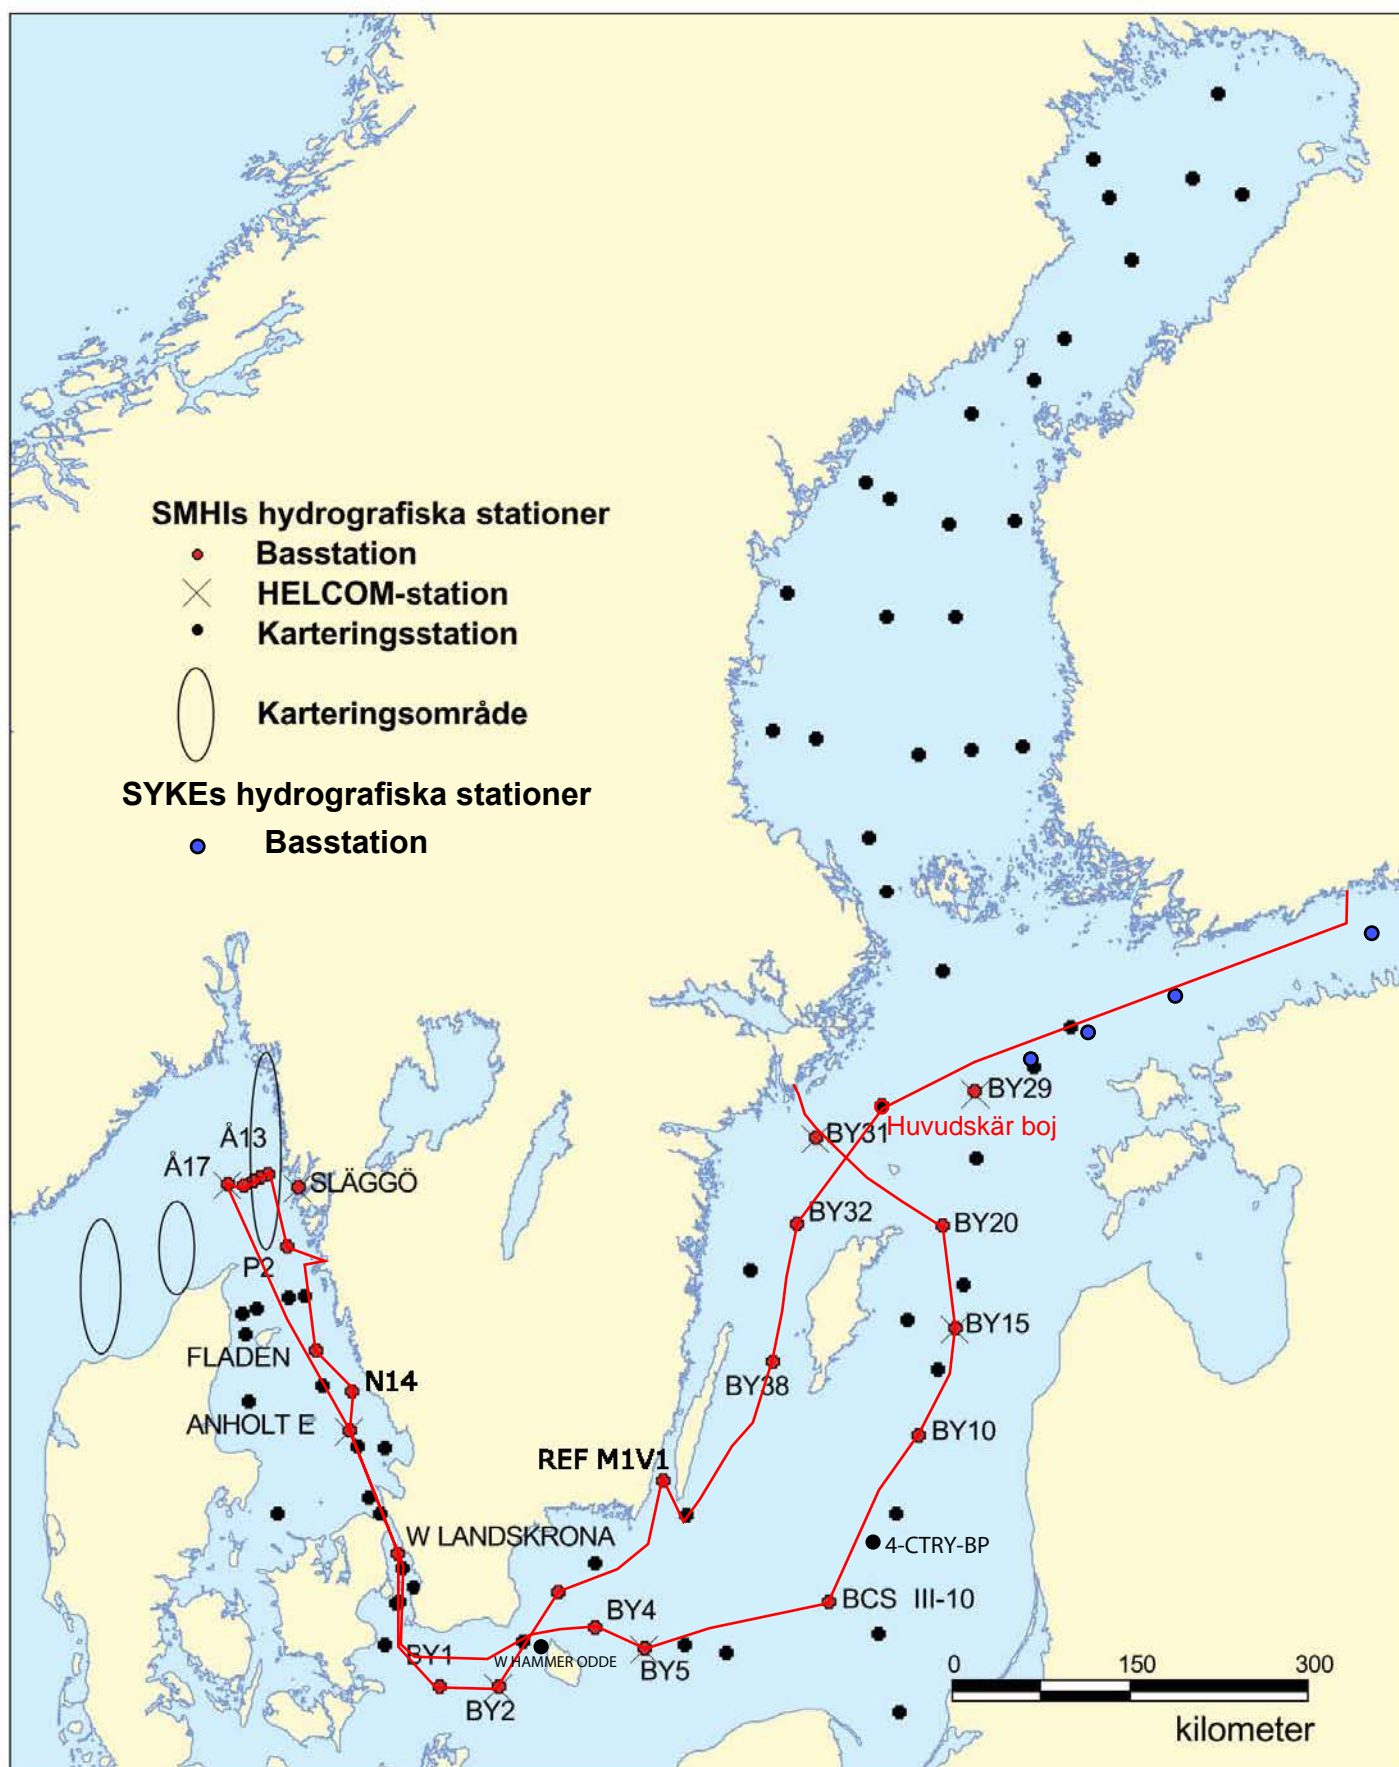 SMHIs hydrografiska stationer
Basstation
HELCOM-station
Karteringsstation
Karteringsområde
SYKEs hydrografiska stationer
Basstation
BY29
Huvudskär boj
BY31
Å13
Å17
SLÄGGÖ
BY32
BY20
P2
BY15
FLADEN
BY38
N14
ANHOLT E
BY10
REF M1V1
W LANDSKRONA
4-CTRY-BP
BCS III-10
BY4
BY1
W HAMMER ODDE
BY5
BY2
0 150 300
kilometer